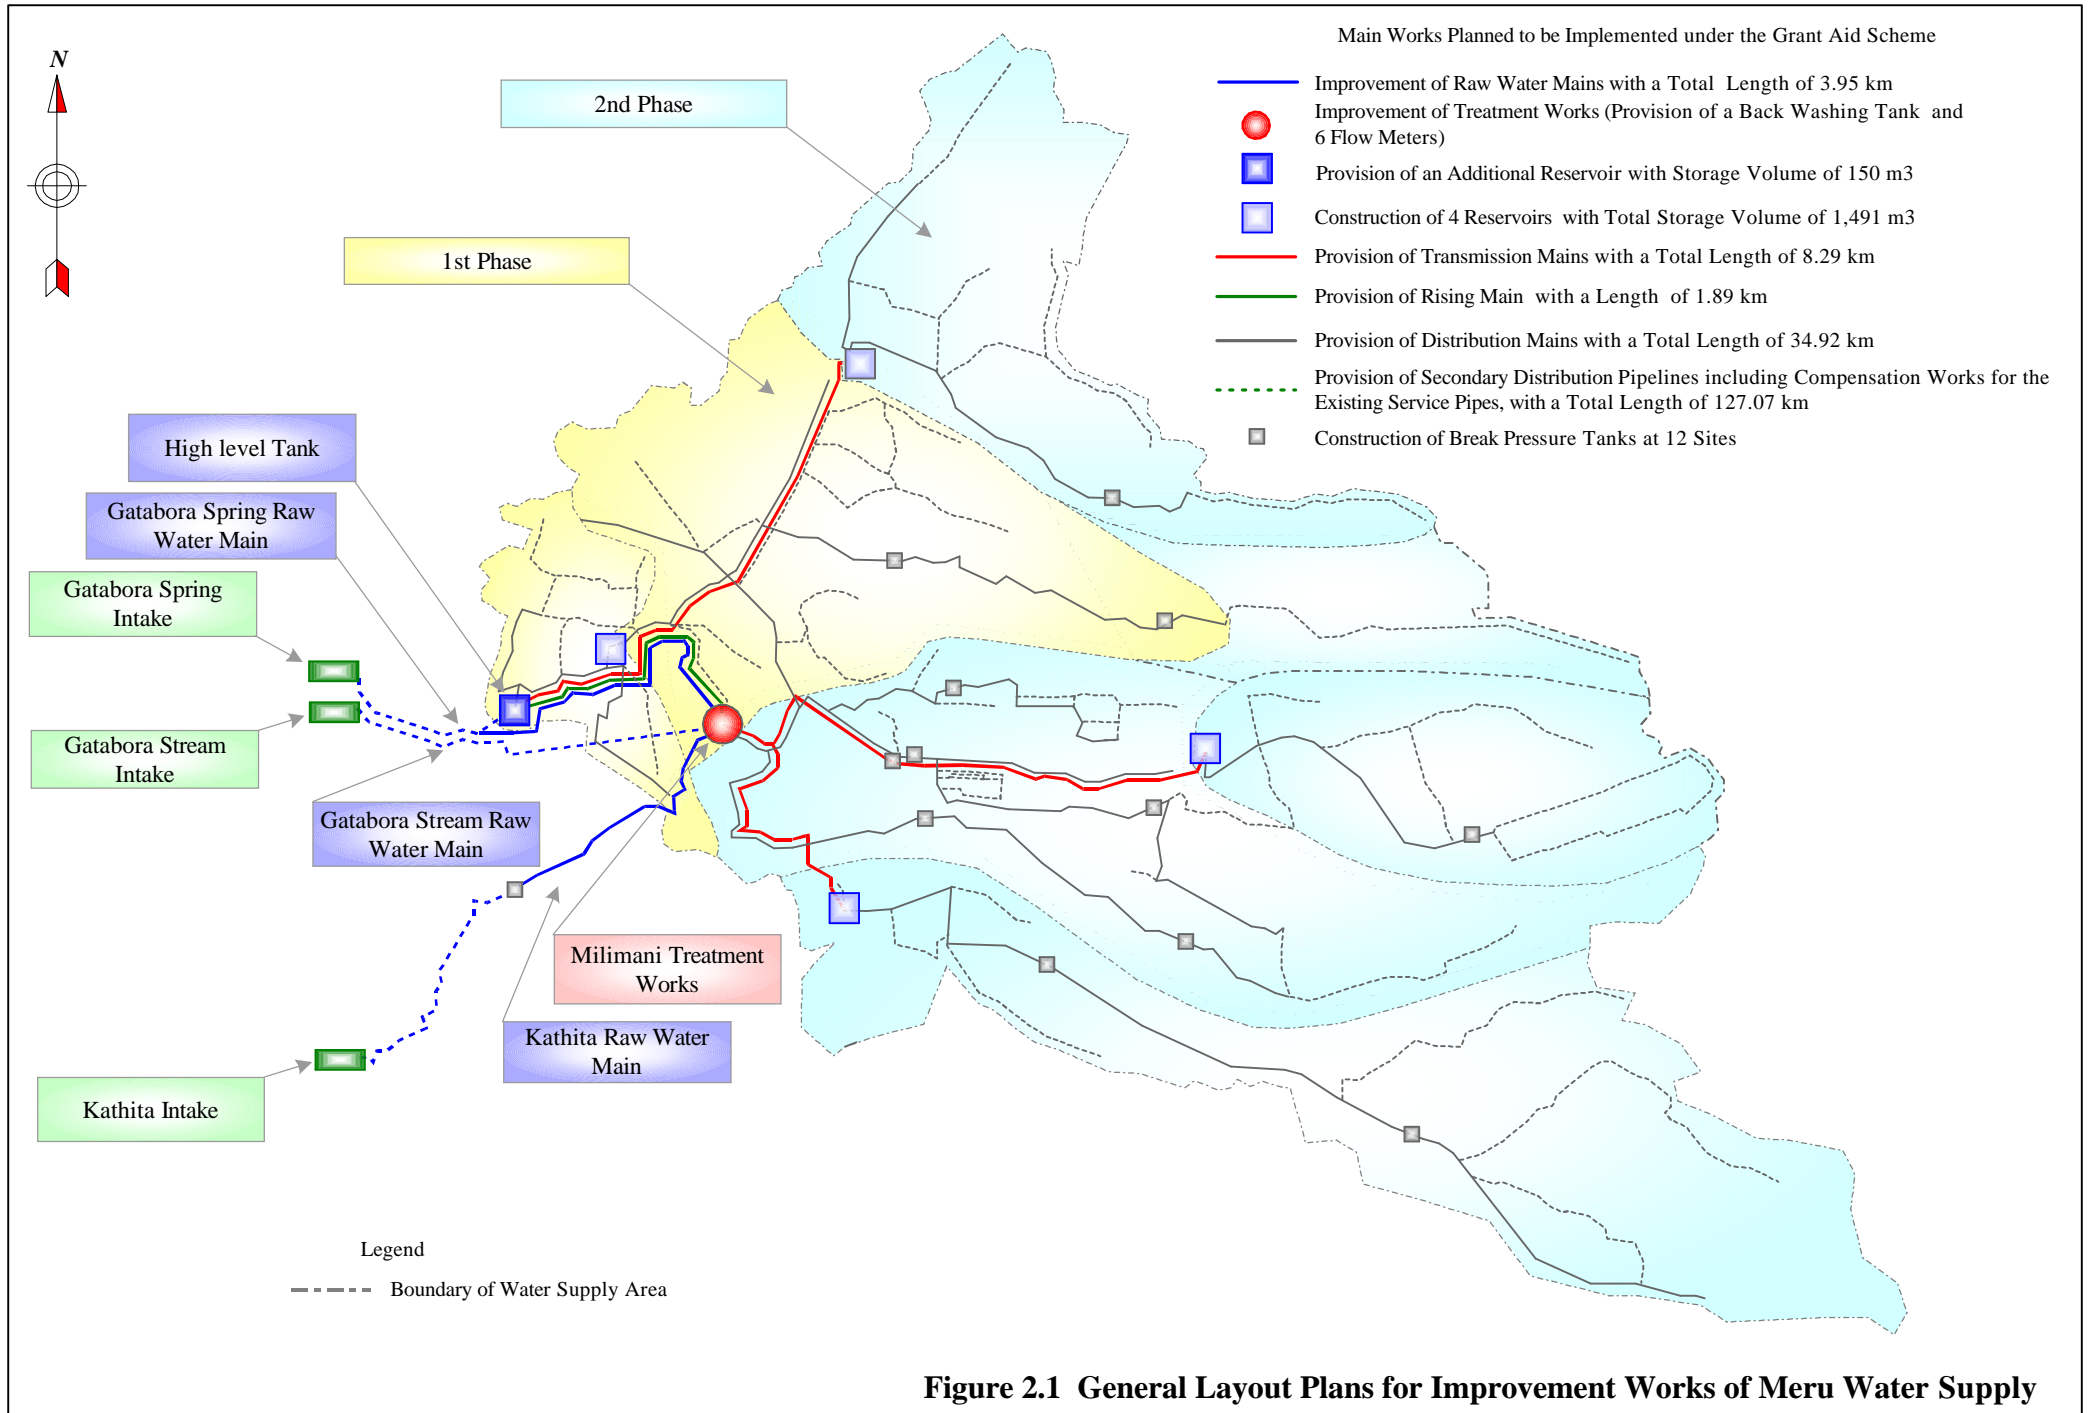 Main Works Planned to be Implemented under the Grant Aid Scheme
N
Improvement of Raw Water Mains with a Total Length of 3.95 km
Improvement of Treatment Works (Provision of a Back Washing Tank and
6 Flow Meters)
Provision of an Additional Reservoir with Storage Volume of 150 m3
Construction of 4 Reservoirs with Total Storage Volume of 1,491 m3
Provision of Transmission Mains with a Total Length of 8.29 km
Provision of Rising Main with a Length of 1.89 km
Provision of Distribution Mains with a Total Length of 34.92 km
Provision of Secondary Distribution Pipelines including Compensation Works for the
Existing Service Pipes, with a Total Length of 127.07 km
Construction of Break Pressure Tanks at 12 Sites
2nd Phase
1st Phase
High level Tank
Gatabora Spring Raw
Water Main
Gatabora Spring
Intake
Gatabora Stream
Intake
Gatabora Stream Raw
Water Main
Milimani Treatment
Works
Kathita Raw Water
Main
Kathita Intake
Legend
Boundary of Water Supply Area
Figure 2.1 General Layout Plans for Improvement Works of Meru Water Supply